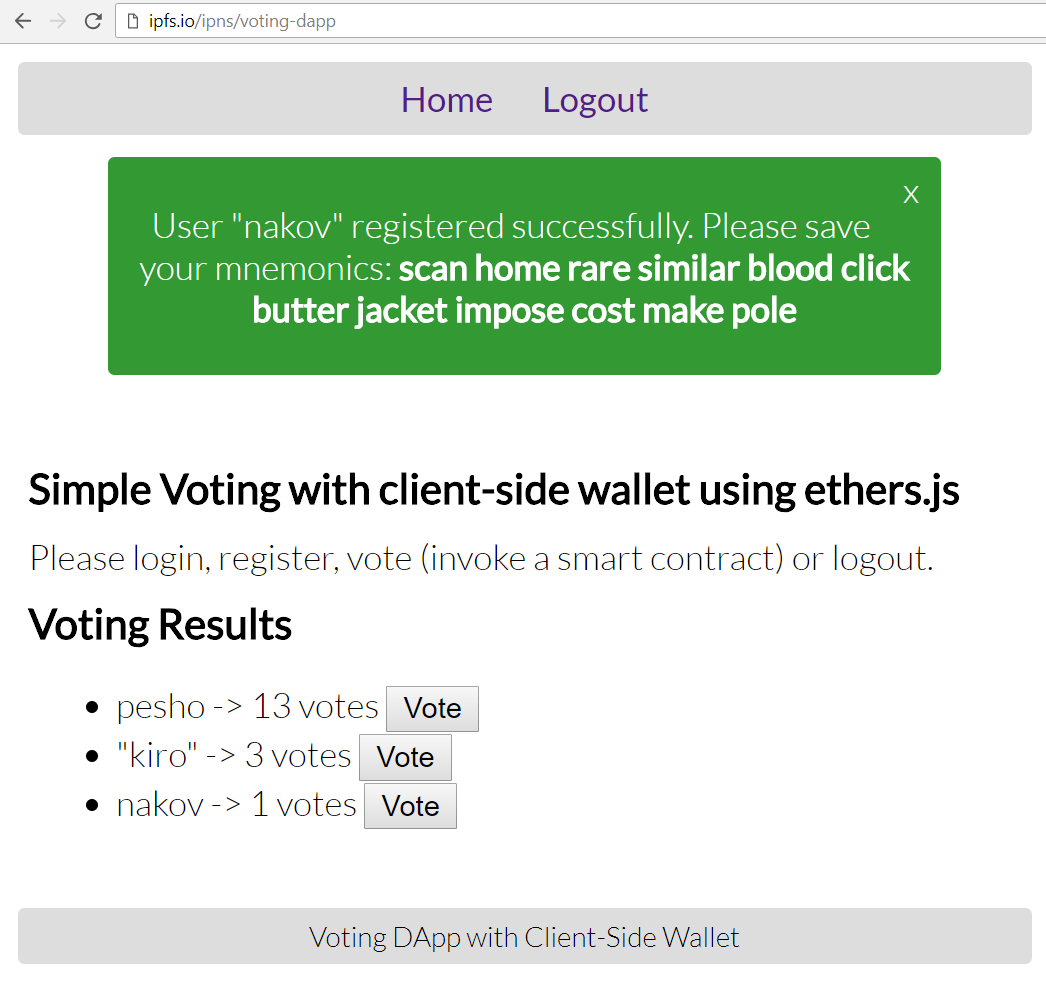 ipfs.io/ipns/voting-dapp
Home Logout
X
User "nakov" registered successfully. Please save
your mnemonics: scan home rare similar blood click
butter jacket impose cost make pole
Simple Voting with client-side wallet using ethers.js
Please login, register, vote (invoke a smart contract) or logout.
Voting Results
pesho -> 13 votes Vote
"kiro" -> 3 votes Vote
nakov -> 1 votes Vote
Voting DApp with Client-Side Wallet